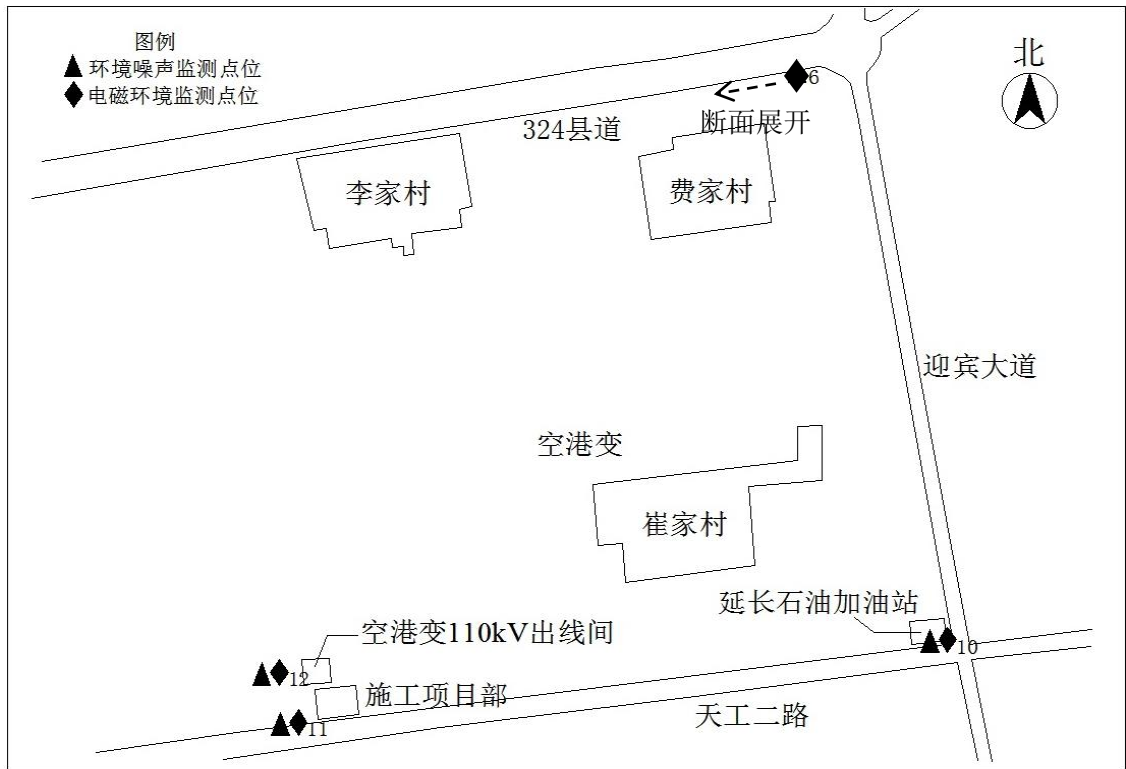 图例
环境噪声监测点位
电磁环境监测点位
北
6
断面展开
324县道
李家村
费家村
迎宾大道
空港变
崔家村
延长石油加油站
10
空港变110kV出线间
12
施工项目部
11
天工二路